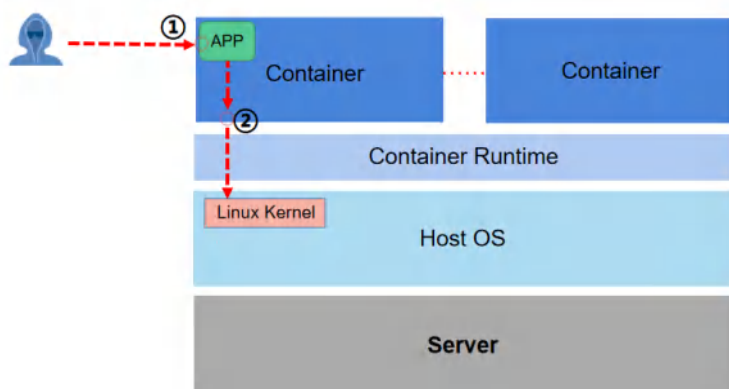 ①
APP
Container
Container
②
Container Runtime
Linux Kernel
Host OS
Server